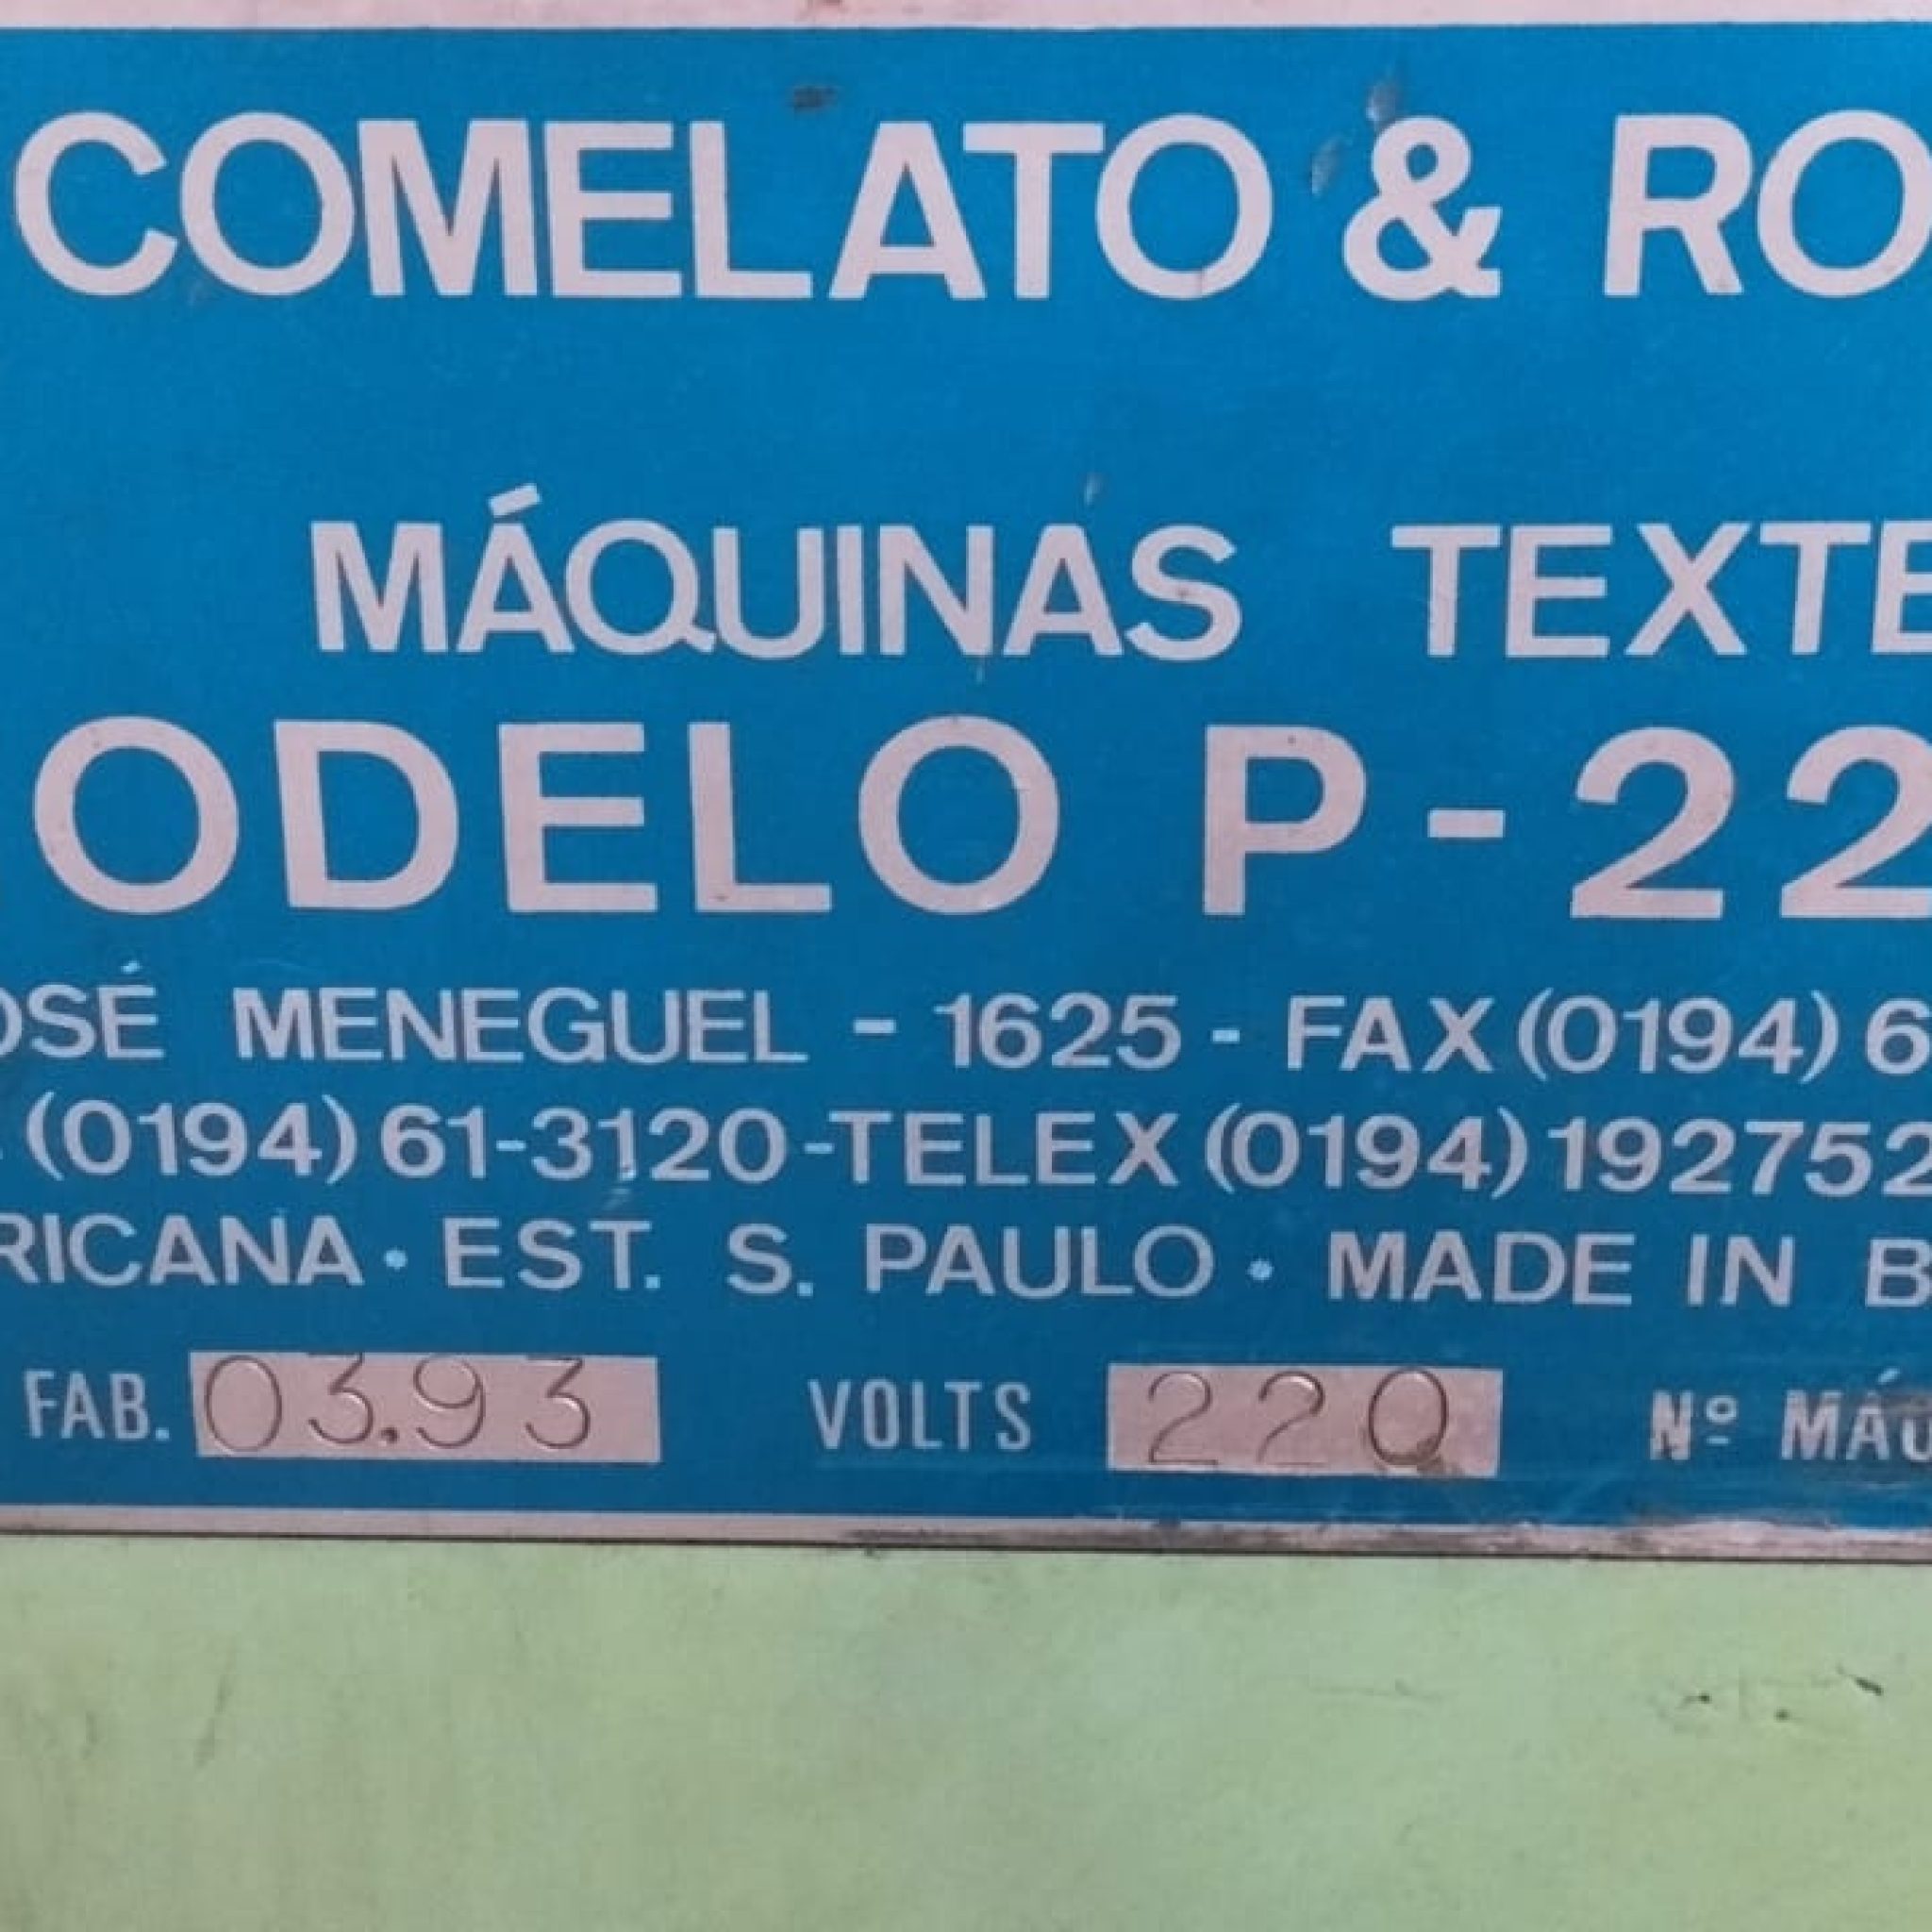 COMELATO & RO
MÁQUINAS TEXTE
ODELO P-22
OSÉ MENEGUEL - 1625 - FAX (0194) 6
(0194) 61-3120 - TELEX (0194) 192752
RICANA · EST. S. PAULO · MADE IN B
FAB. 03.93 VOLTS 220 Nº MÁQ